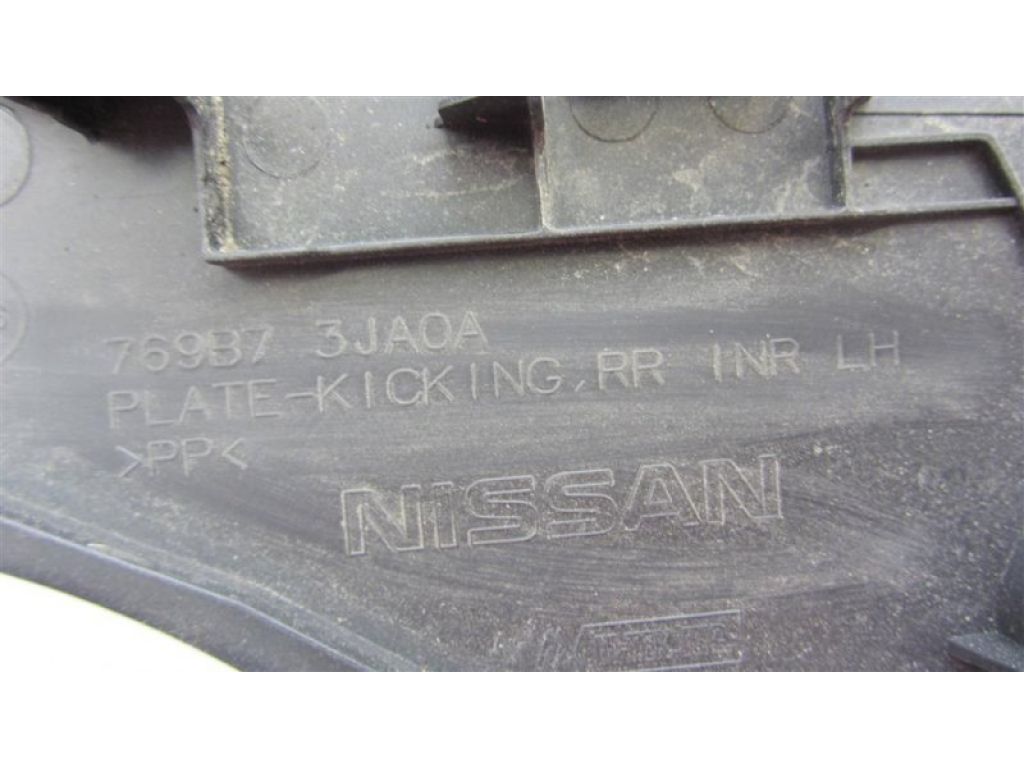 769B7 3JA0A
PLATE-KICKING, RR INR LH
>PP<
NISSAN